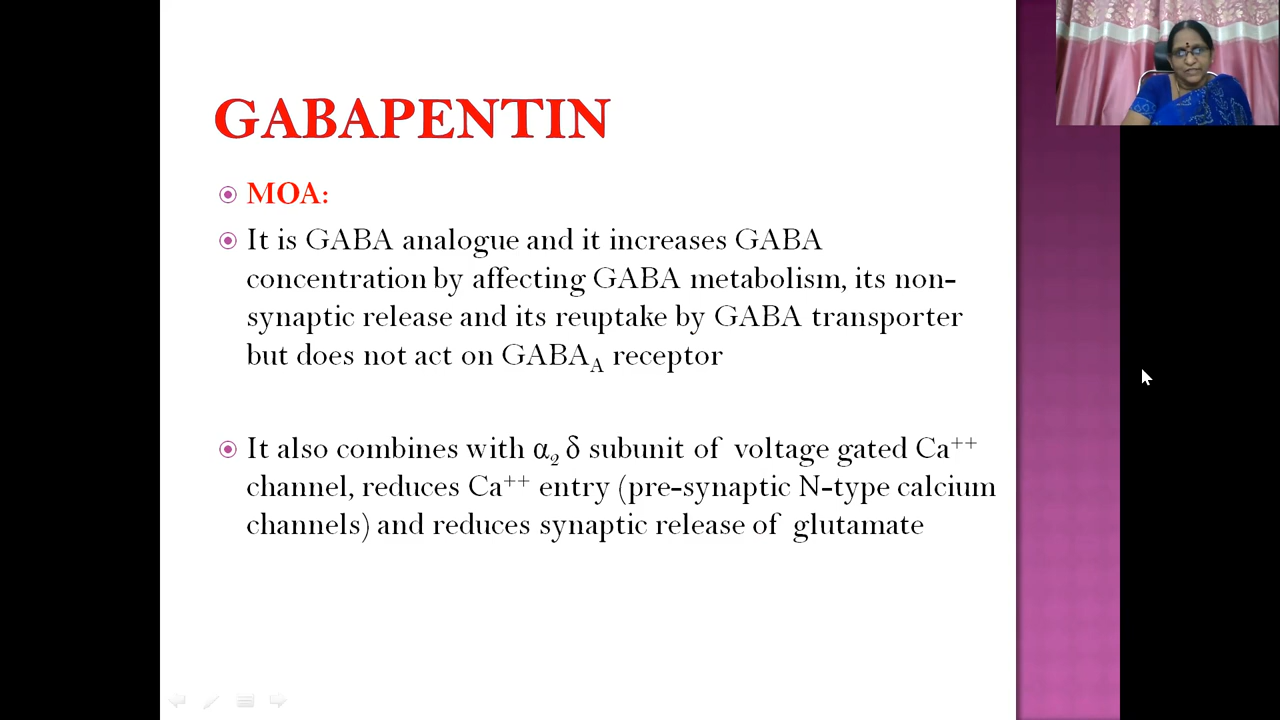 GABAPENTIN
MOA:
It is GABA analogue and it increases GABA
concentration by affecting GABA metabolism, its non-
synaptic release and its reuptake by GABA transporter
but does not act on GABA_A receptor
It also combines with α₂ δ subunit of voltage gated Ca⁺⁺
channel, reduces Ca⁺⁺ entry (pre-synaptic N-type calcium
channels) and reduces synaptic release of glutamate